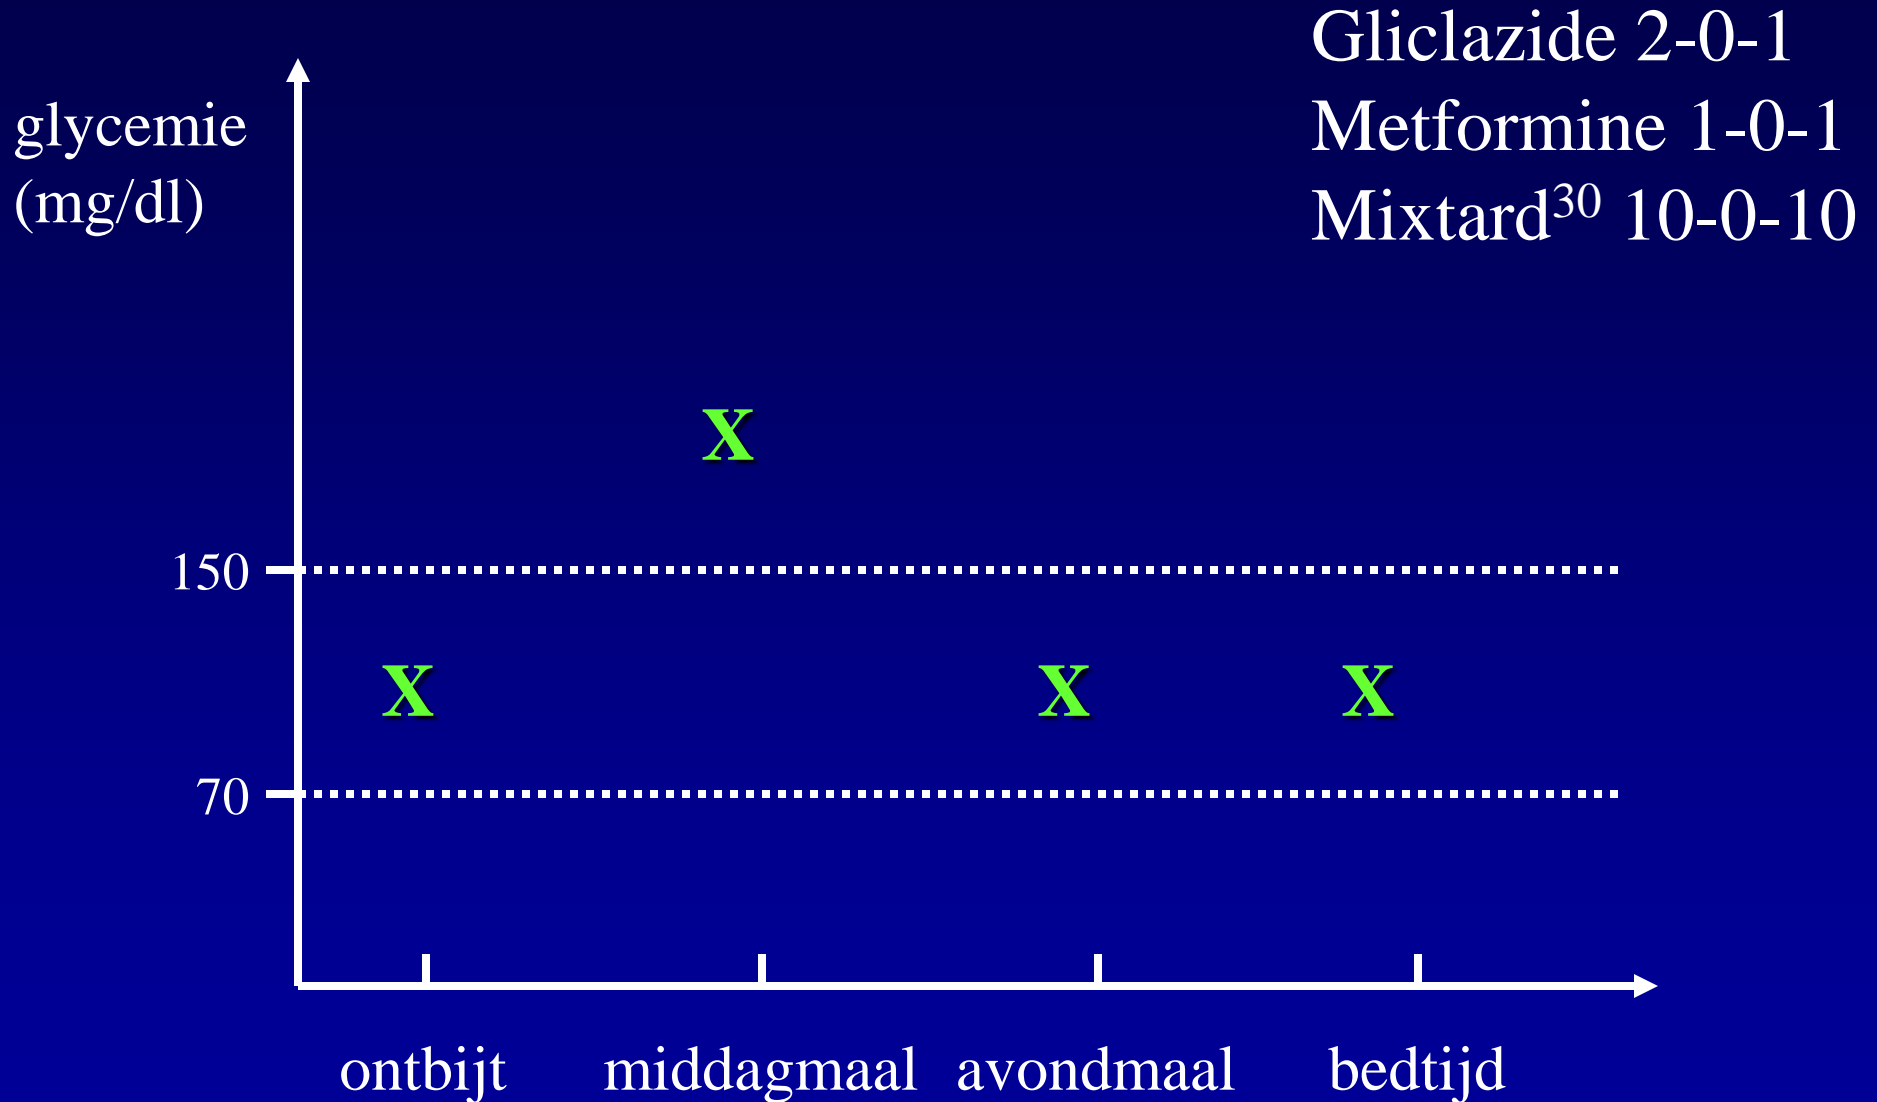 Gliclazide 2-0-1
Metformine 1-0-1
Mixtard³⁰ 10-0-10
glycemie
(mg/dl)
x
150
x x x
70
ontbijt middagmaal avondmaal bedtijd